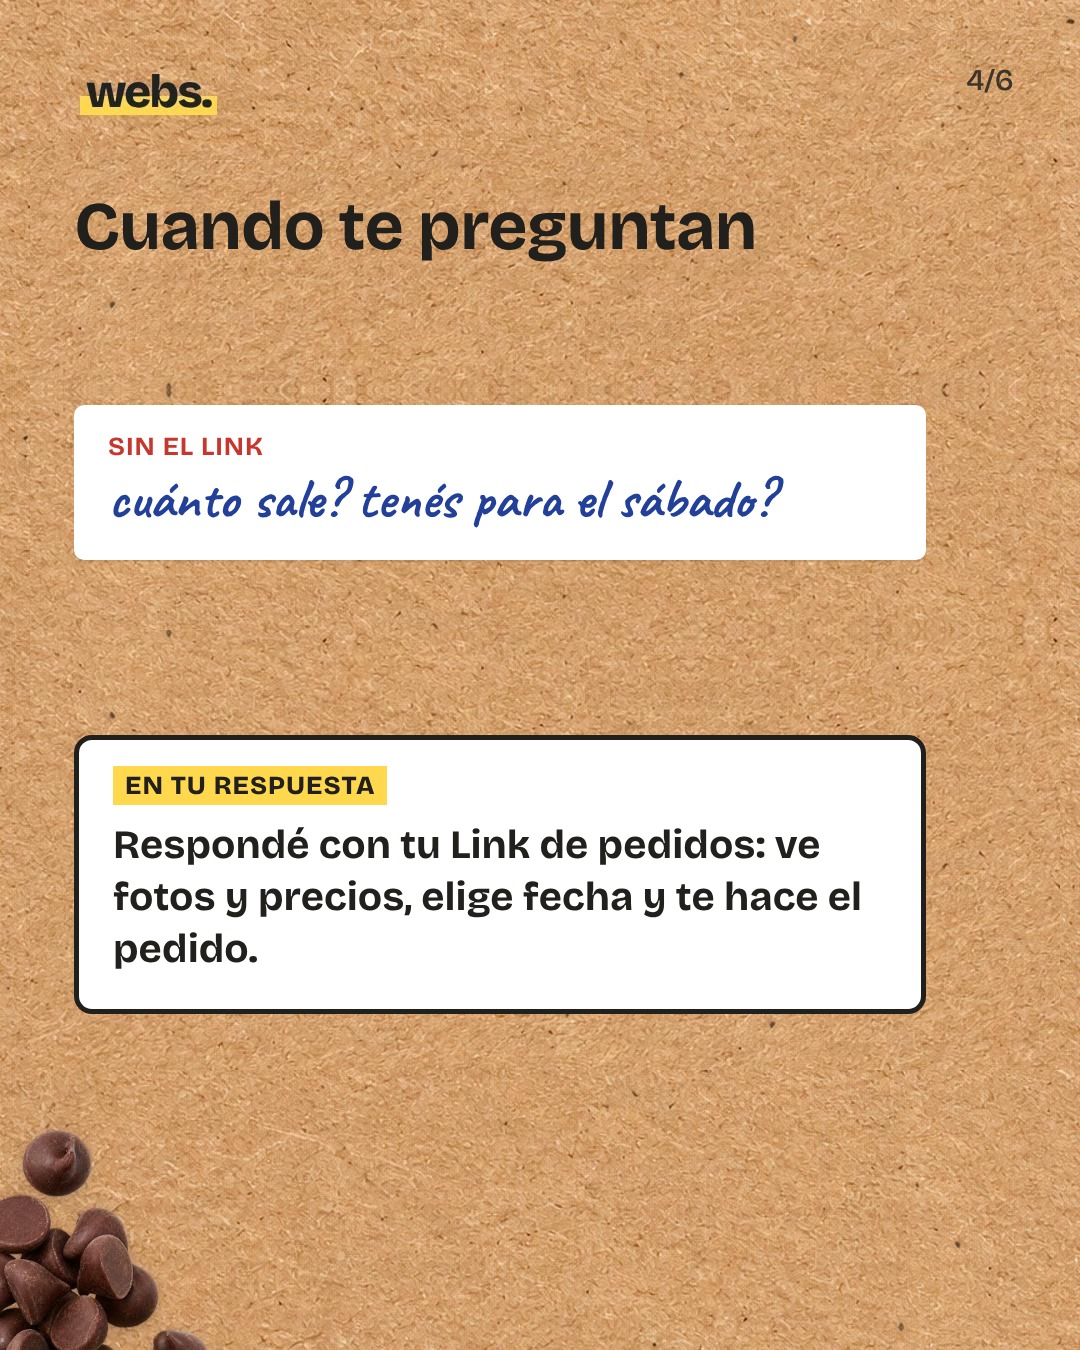 webs.
4/6
Cuando te preguntan
SIN EL LINK
cuánto sale? tenés para el sábado?
EN TU RESPUESTA
Respondé con tu Link de pedidos: ve
fotos y precios, elige fecha y te hace el
pedido.